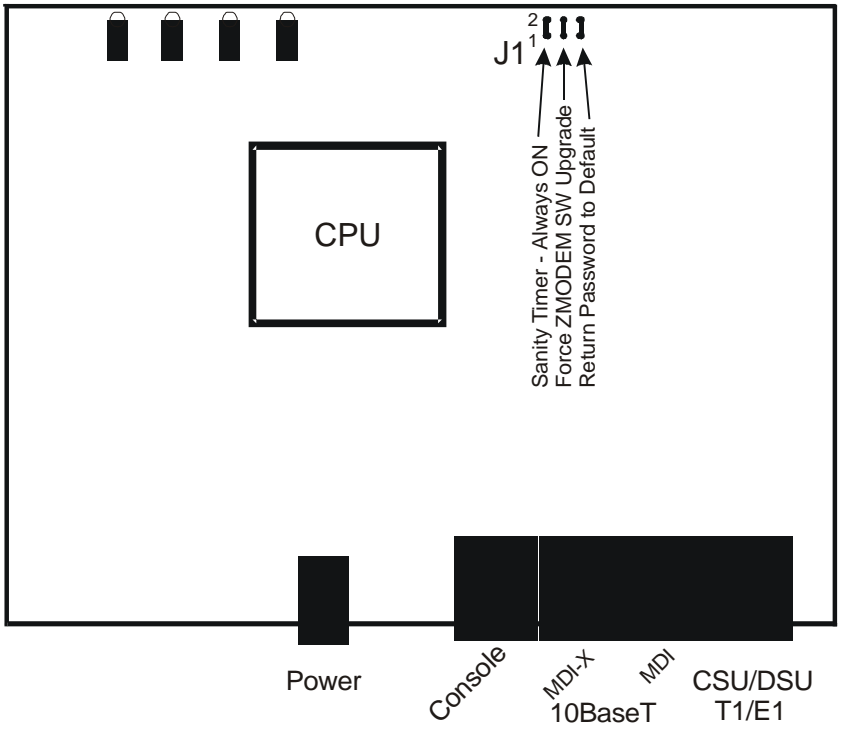 2
J1 1
Sanity Timer - Always ON
Force ZMODEM SW Upgrade
Return Password to Default
CPU
Power
Console
MDI-X
MDI
10BaseT
CSU/DSU
T1/E1